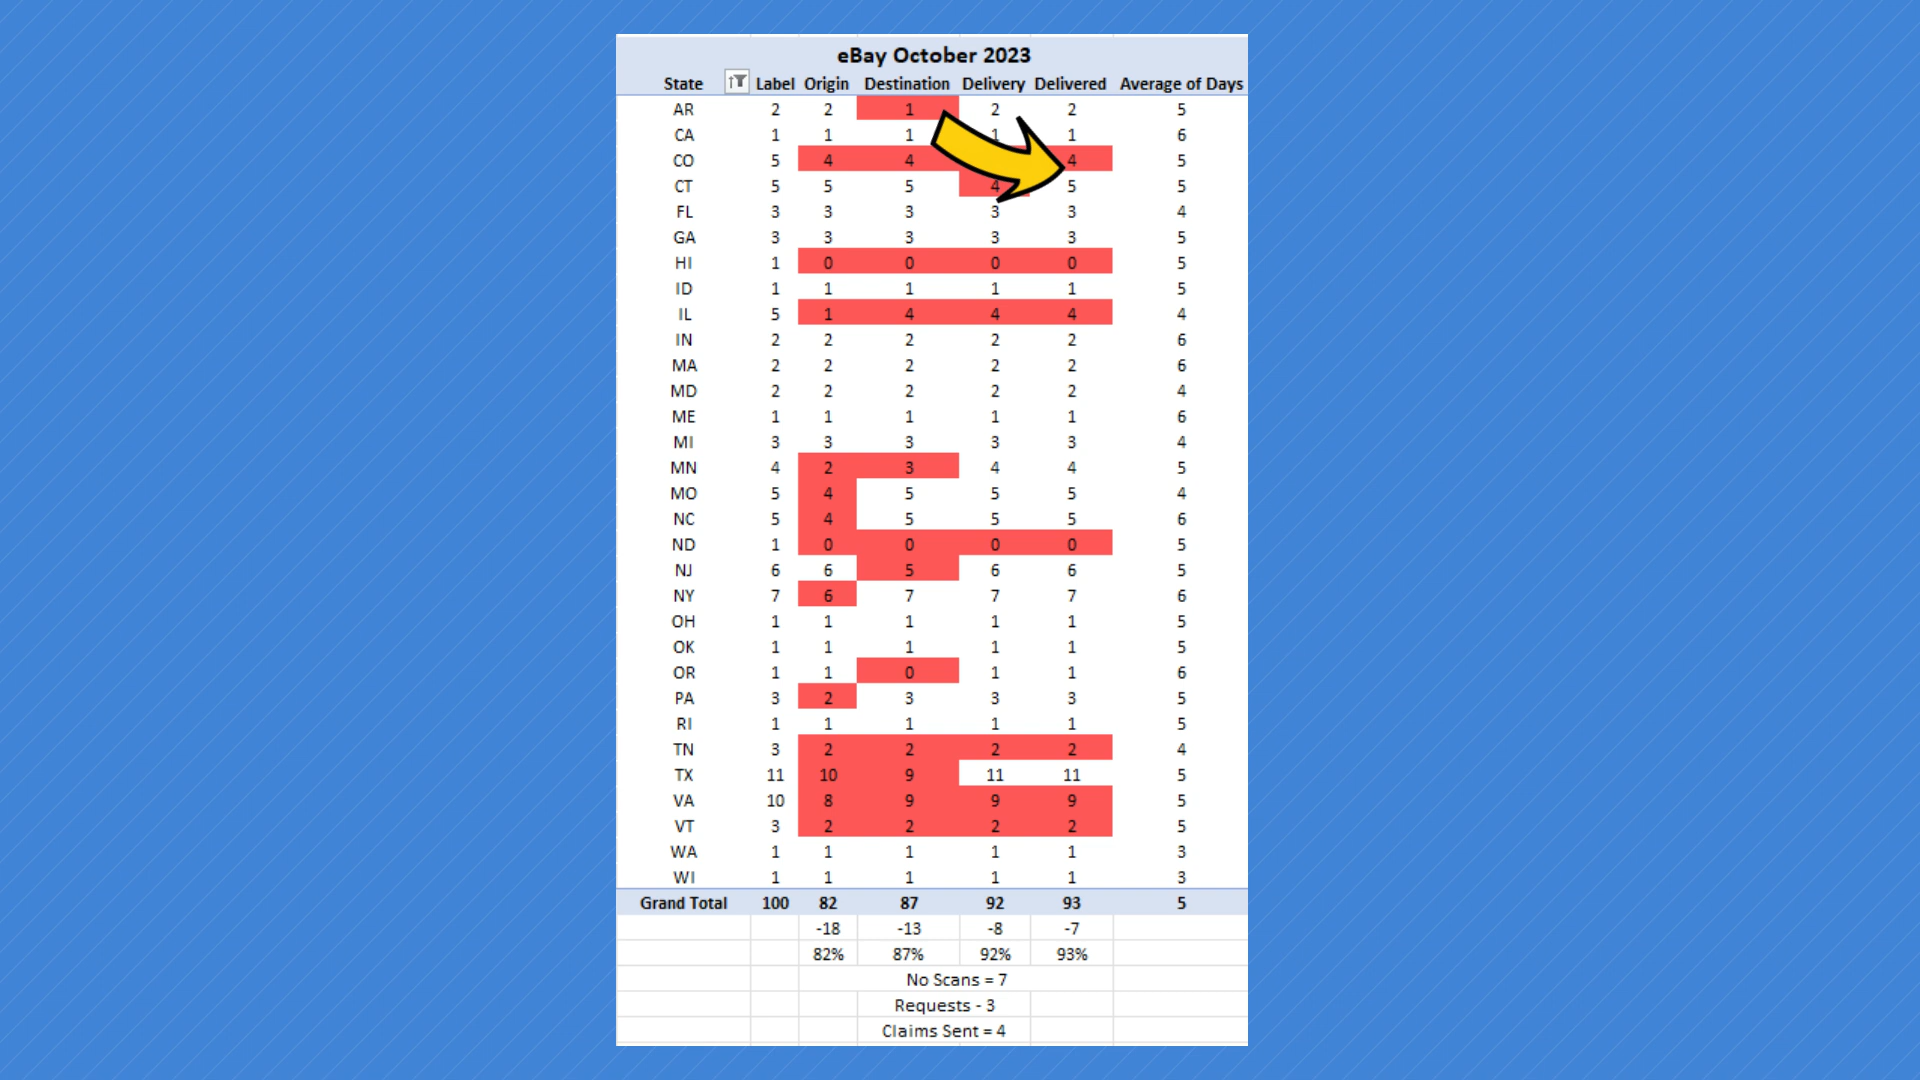 eBay October 2023
State Label Origin Destination Delivery Delivered Average of Days
AR 2 2 1 2 2 5
CA 1 1 1 1 1 6
CO 5 4 4 4 5
CT 5 5 5 4 5 5
FL 3 3 3 3 3 4
GA 3 3 3 3 3 5
HI 1 0 0 0 0 5
ID 1 1 1 1 1 5
IL 5 1 4 4 4 4
IN 2 2 2 2 2 6
MA 2 2 2 2 2 6
MD 2 2 2 2 2 4
ME 1 1 1 1 1 6
MI 3 3 3 3 3 4
MN 4 2 3 4 4 5
MO 5 4 5 5 5 4
NC 5 4 5 5 5 6
ND 1 0 0 0 0 5
NJ 6 6 5 6 6 5
NY 7 6 7 7 7 6
OH 1 1 1 1 1 5
OK 1 1 1 1 1 5
OR 1 1 0 1 1 6
PA 3 2 3 3 3 5
RI 1 1 1 1 1 5
TN 3 2 2 2 2 4
TX 11 10 9 11 11 5
VA 10 8 9 9 9 5
VT 3 2 2 2 2 5
WA 1 1 1 1 1 3
WI 1 1 1 1 1 3
Grand Total 100 82 87 92 93 5
-18 -13 -8 -7
82% 87% 92% 93%
No Scans = 7
Requests - 3
Claims Sent = 4